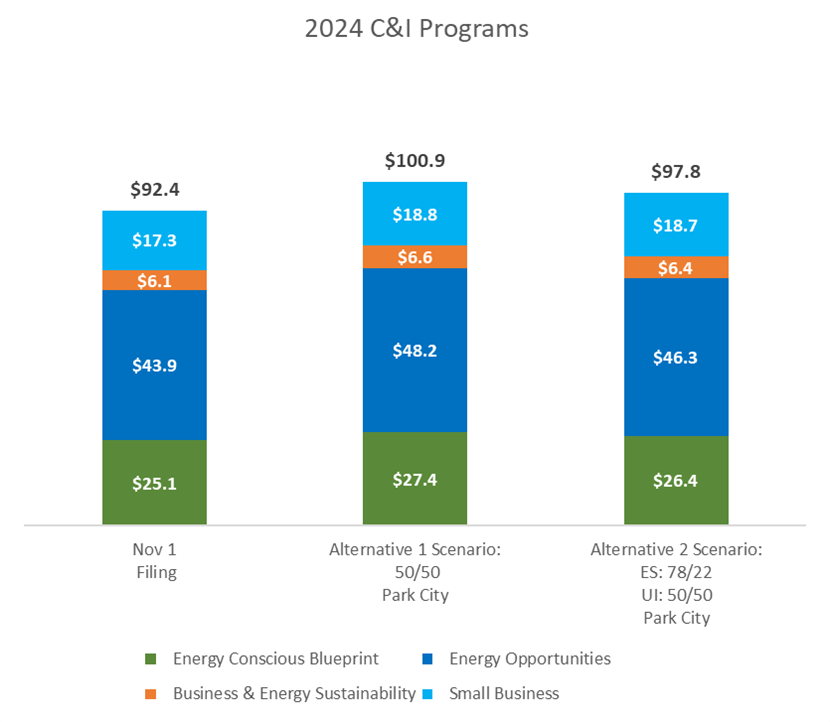 2024 C&I Programs
$92.4
$100.9
$97.8
$17.3
$18.8
$18.7
$6.1
$6.6
$6.4
$43.9
$48.2
$46.3
$25.1
$27.4
$26.4
Nov 1
Filing
Alternative 1 Scenario:
50/50
Park City
Alternative 2 Scenario:
ES: 78/22
UI: 50/50
Park City
Energy Conscious Blueprint
Energy Opportunities
Business & Energy Sustainability
Small Business